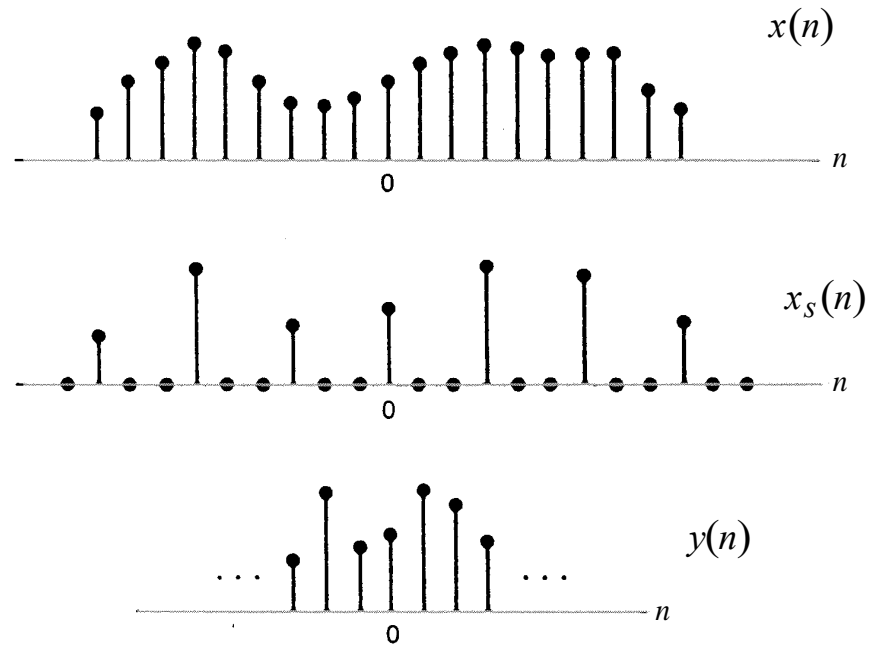 x(n)
n
0
x_S(n)
n
0
y(n)
. . .
. . .
n
0